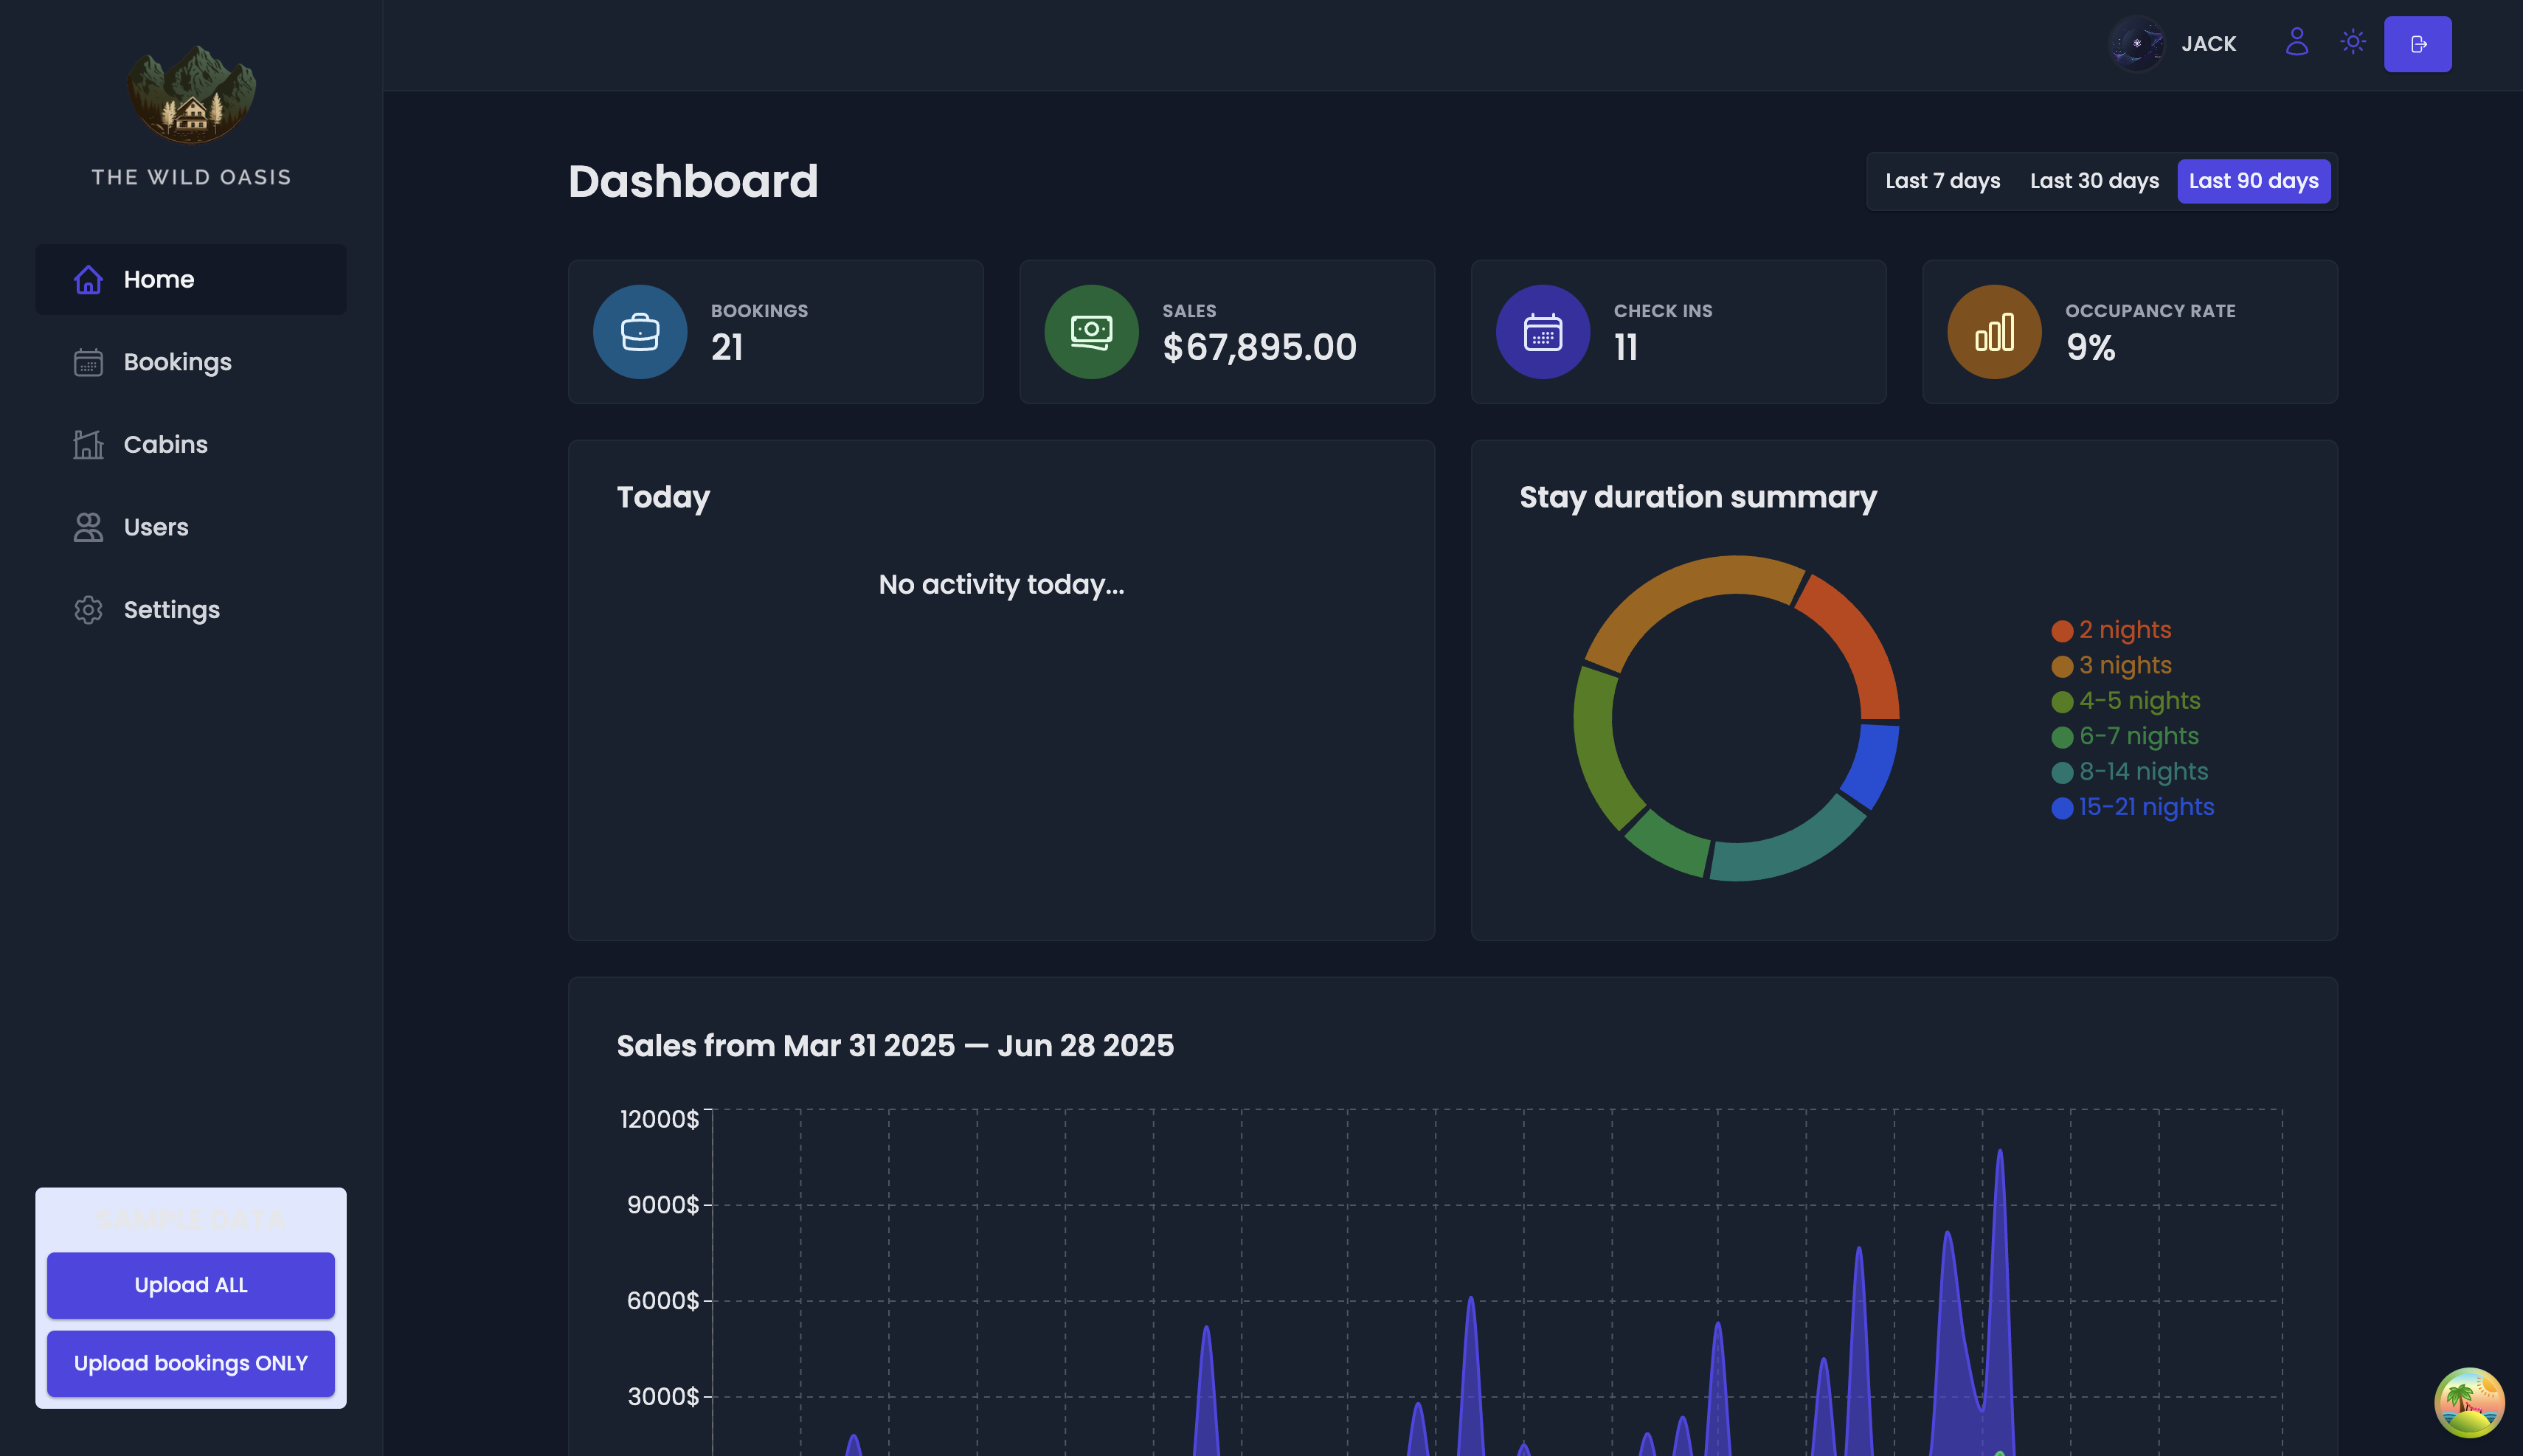 THE WILD OASIS
Home
Bookings
Cabins
Users
Settings
SAMPLE DATA
Upload ALL
Upload bookings ONLY
JACK
Dashboard
Last 7 days Last 30 days Last 90 days
BOOKINGS
21
SALES
$67,895.00
CHECK INS
11
OCCUPANCY RATE
9%
Today
No activity today...
Stay duration summary
2 nights
3 nights
4-5 nights
6-7 nights
8-14 nights
15-21 nights
Sales from Mar 31 2025 — Jun 28 2025
12000$
9000$
6000$
3000$